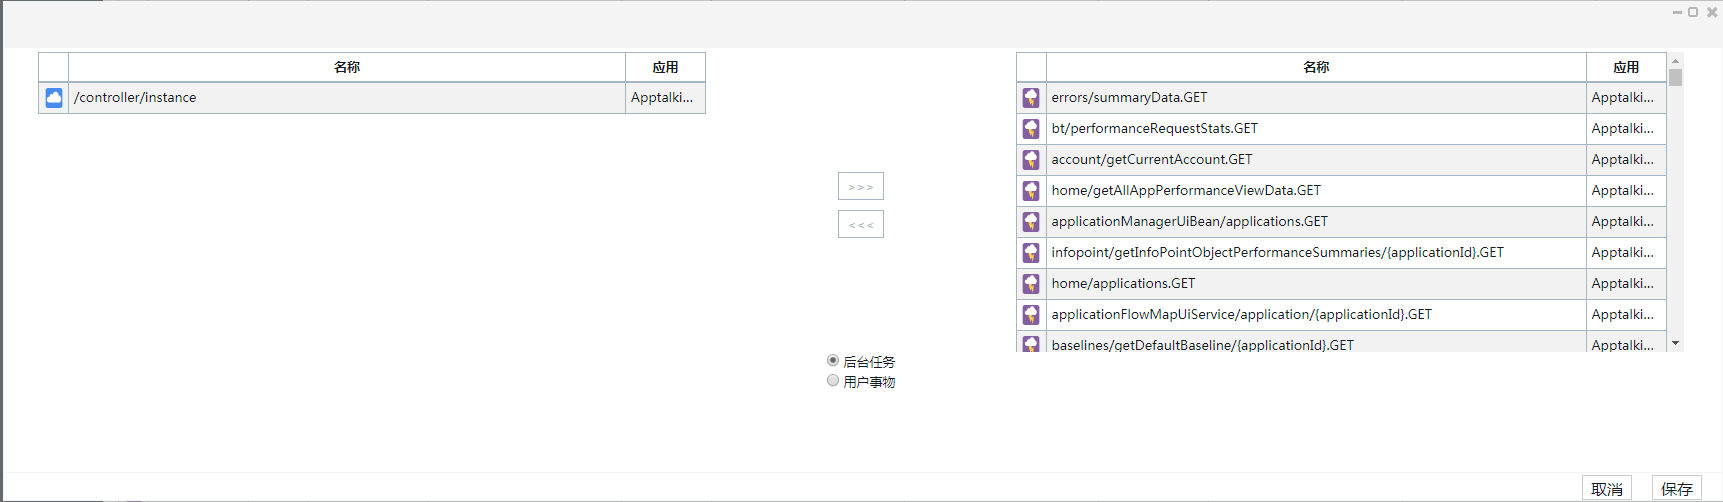 名称 应用
/controller/instance Apptalki...
>>>
<<<
后台任务
用户事物
名称 应用
errors/summaryData.GET Apptalki...
bt/performanceRequestStats.GET Apptalki...
account/getCurrentAccount.GET Apptalki...
home/getAllAppPerformanceViewData.GET Apptalki...
applicationManagerUiBean/applications.GET Apptalki...
infopoint/getInfoPointObjectPerformanceSummaries/{applicationId}.GET Apptalki...
home/applications.GET Apptalki...
applicationFlowMapUiService/application/{applicationId}.GET Apptalki...
baselines/getDefaultBaseline/{applicationId}.GET Apptalki...
取消 保存